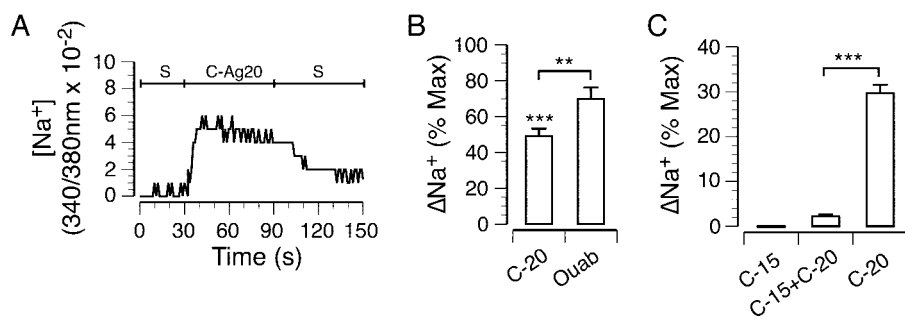 A
[Na⁺]
(340/380nm x 10⁻²)
10
8
6
4
2
0
S
C-Ag20
S
0
30
60
90
120
150
Time (s)
B
ΔNa⁺ (% Max)
100
80
60
40
20
0
**
***
C-20
Ouab
C
ΔNa⁺ (% Max)
40
30
20
10
0
***
C-15
C-15+C-20
C-20